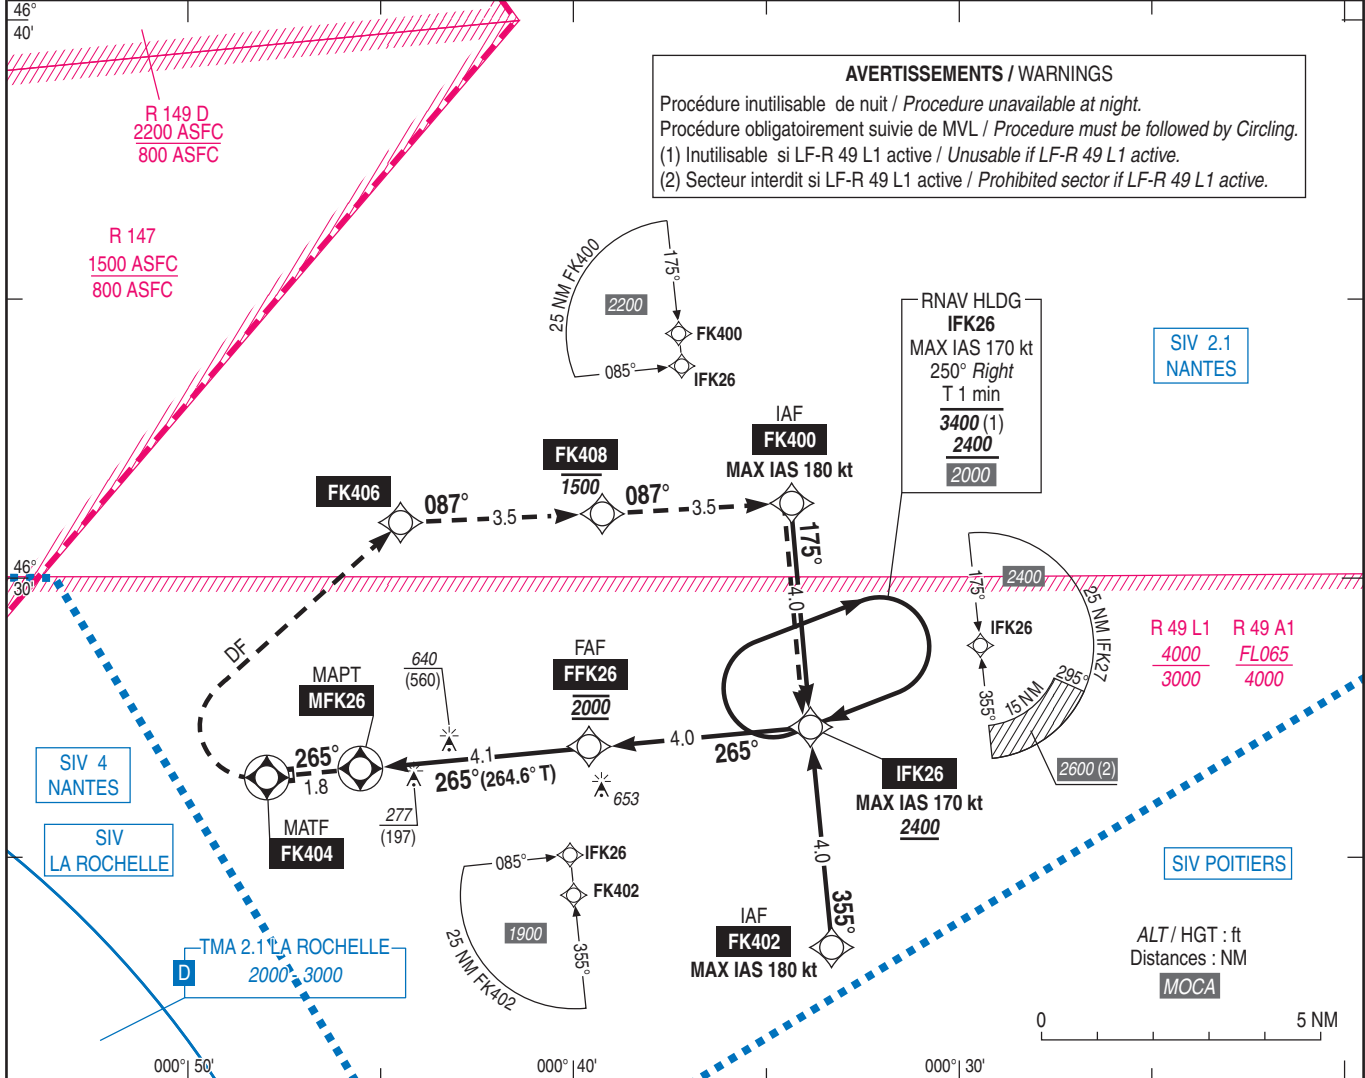 46°
40'
AVERTISSEMENTS / WARNINGS
Procédure inutilisable de nuit / Procedure unavailable at night.
Procédure obligatoirement suivie de MVL / Procedure must be followed by Circling.
(1) Inutilisable si LF-R 49 L1 active / Unusable if LF-R 49 L1 active.
(2) Secteur interdit si LF-R 49 L1 active / Prohibited sector if LF-R 49 L1 active.
R 149 D
2200 ASFC
800 ASFC
R 147
1500 ASFC
800 ASFC
25 NM FK400
175°
2200
FK400
085°
IFK26
RNAV HLDG
IFK26
MAX IAS 170 kt
250° Right
T 1 min
3400 (1)
2400
2000
SIV 2.1
NANTES
IAF
FK400
MAX IAS 180 kt
FK408
1500
FK406
087°
3.5
087°
3.5
175°
4.0
46°
30'
2400
175°
IFK26
25 NM IFK27
355°
15 NM
295°
2600 (2)
R 49 L1
4000
3000
R 49 A1
FL065
4000
DF
MAPT
MFK26
640
(560)
FAF
FFK26
2000
265°
1.8
4.1
265°(264.6° T)
4.0
265°
653
277
(197)
MATF
FK404
IFK26
MAX IAS 170 kt
2400
SIV 4
NANTES
SIV
LA ROCHELLE
085°
IFK26
FK402
1900
355°
25 NM FK402
4.0
355°
IAF
FK402
MAX IAS 180 kt
SIV POITIERS
TMA 2.1 LA ROCHELLE
D
2000 - 3000
ALT / HGT : ft
Distances : NM
MOCA
0
5 NM
000° 50'
000° 40'
000° 30'